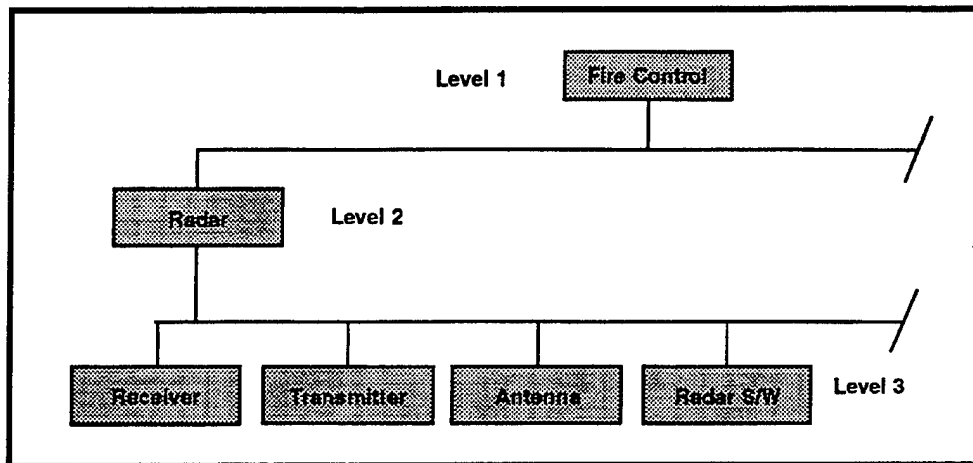 Level 1
Fire Control
Radar
Level 2
Receiver
Transmitter
Antenna
Radar S/W
Level 3